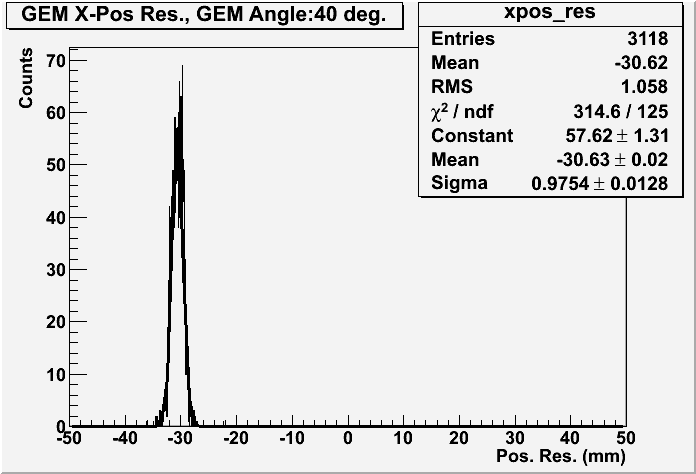 GEM X-Pos Res., GEM Angle:40 deg.
xpos_res
Entries 3118
Mean -30.62
RMS 1.058
χ² / ndf 314.6 / 125
Constant 57.62 ± 1.31
Mean -30.63 ± 0.02
Sigma 0.9754 ± 0.0128
Counts
70
60
50
40
30
20
10
0
-50 -40 -30 -20 -10 0 10 20 30 40 50
Pos. Res. (mm)